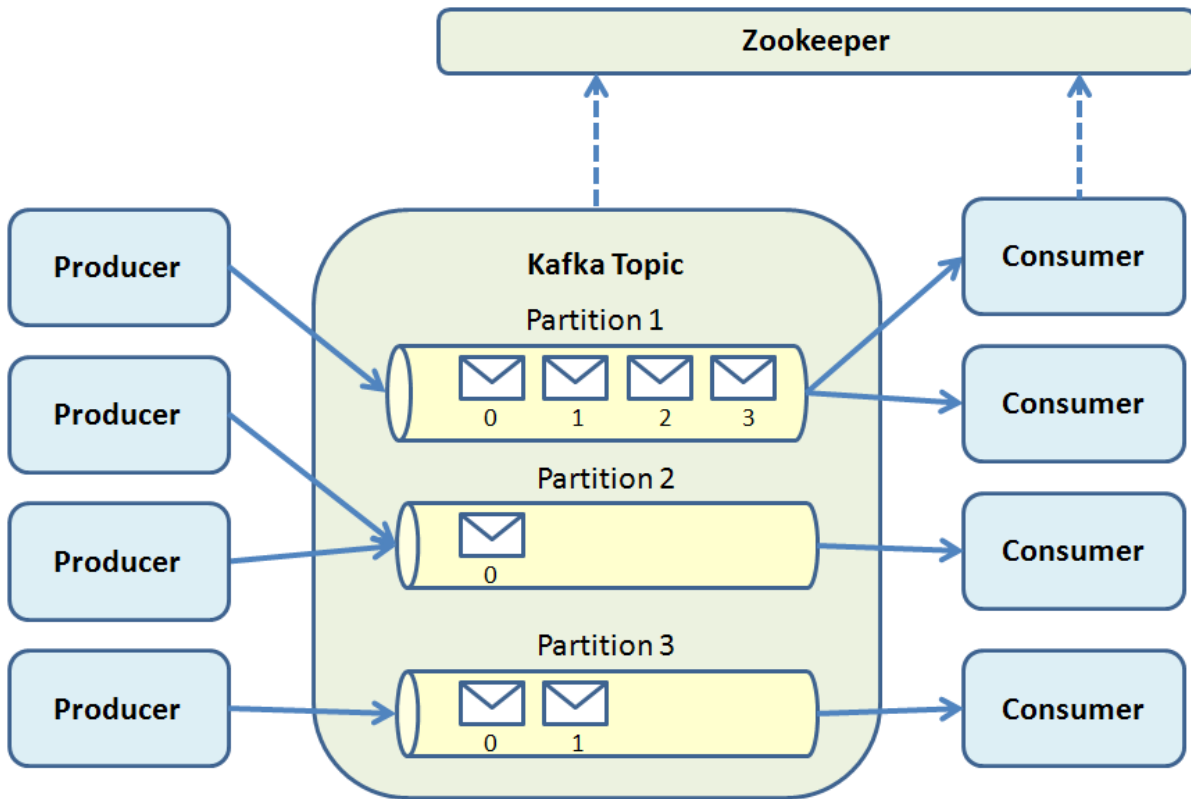 Zookeeper
Producer
Producer
Producer
Producer
Kafka Topic
Partition 1
0 1 2 3
Partition 2
0
Partition 3
0 1
Consumer
Consumer
Consumer
Consumer